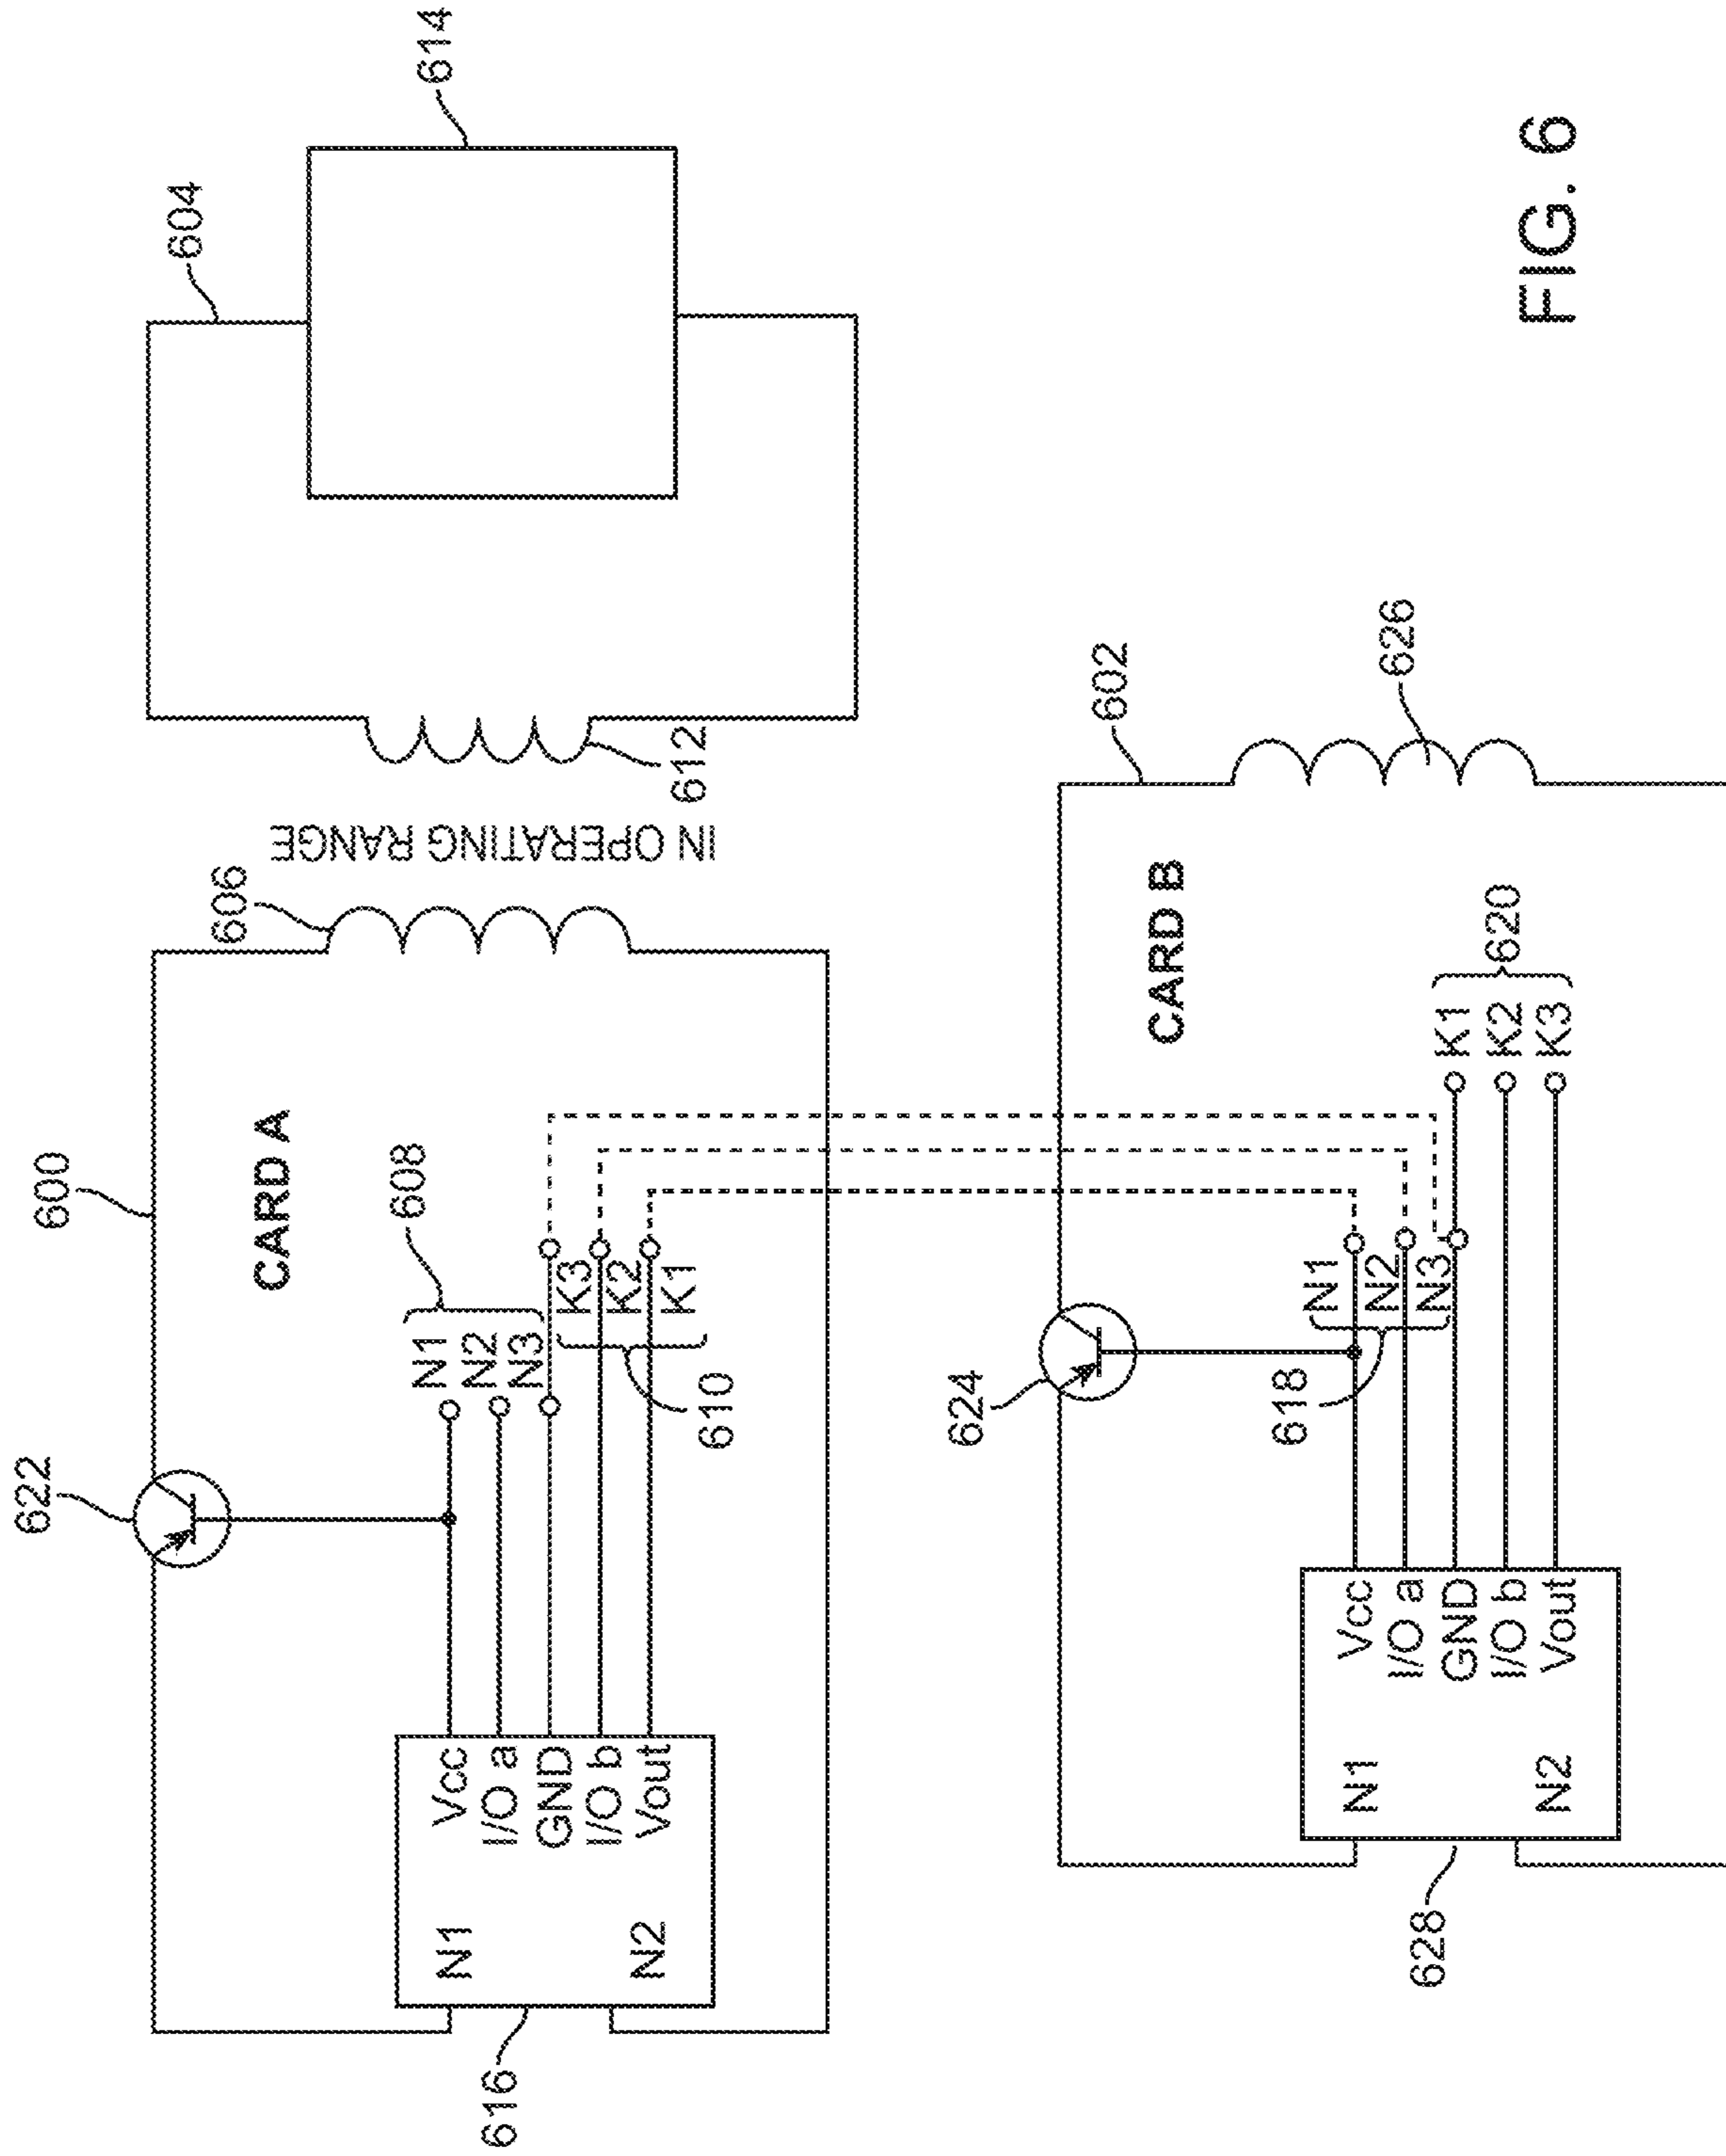 600
622
CARD A
606
608
N1
N2
N3
K3
K2
K1
610
616
N1
N2
Vcc
I/O a
GND
I/O b
Vout
IN OPERATING RANGE
604
612
614
602
624
CARD B
626
N1
N2
N3
618
K1
K2
K3
620
628
N1
N2
Vcc
I/O a
GND
I/O b
Vout
FIG. 6